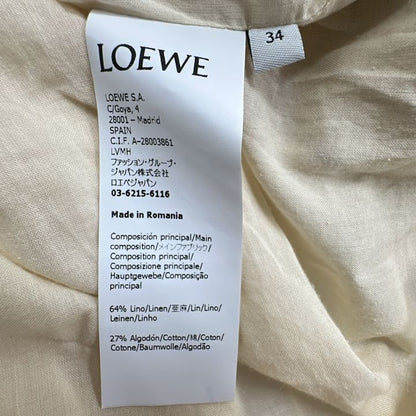 34
LOEWE
LOEWE S.A.
C/Goya, 4
28001 – Madrid
SPAIN
C.I.F. A-28003861
LVMH
ファッション・グループ・
ジャパン株式会社
ロエベジャパン
03-6215-6116
Made in Romania
Composición principal/Main
composition/メインファブリック/
Composition principal/
Composizione principale/
Hauptgewebe/Composição
principal
64% Lino/Linen/亜麻/Lin/Lino/
Leinen/Linho
27% Algodón/Cotton/綿/Coton/
Cotone/Baumwolle/Algodão